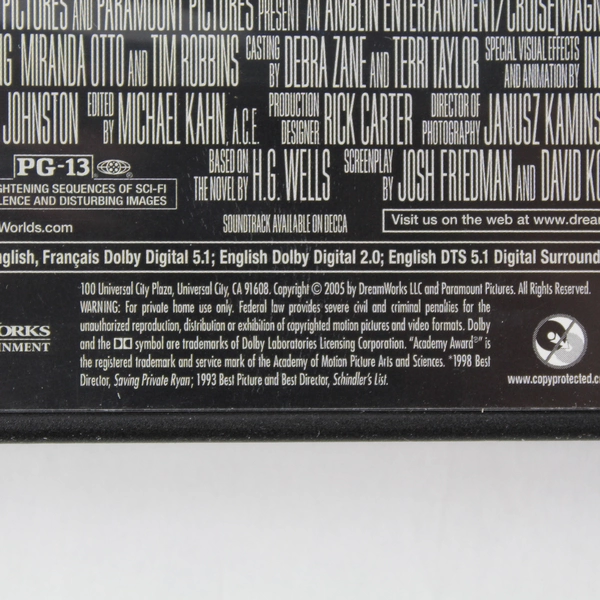 PICTURES AND PARAMOUNT PICTURES PRESENT AN AMBLIN ENTERTAINMENT/CRUISE/WAGN
G MIRANDA OTTO AND TIM ROBBINS CASTING BY DEBRA ZANE AND TERRI TAYLOR SPECIAL VISUAL EFFECTS AND ANIMATION BY IN
JOHNSTON EDITED BY MICHAEL KAHN, A.C.E. PRODUCTION DESIGNER RICK CARTER DIRECTOR OF PHOTOGRAPHY JANUSZ KAMINS
PG-13 BASED ON THE NOVEL BY H.G. WELLS SCREENPLAY BY JOSH FRIEDMAN AND DAVID KO
GHTENING SEQUENCES OF SCI-FI
LENCE AND DISTURBING IMAGES
Worlds.com SOUNDTRACK AVAILABLE ON DECCA Visit us on the web at www.drea
nglish, Français Dolby Digital 5.1; English Dolby Digital 2.0; English DTS 5.1 Digital Surround
100 Universal City Plaza, Universal City, CA 91608. Copyright © 2005 by DreamWorks LLC and Paramount Pictures. All Rights Reserved.
WARNING: For private home use only. Federal law provides severe civil and criminal penalties for the
unauthorized reproduction, distribution or exhibition of copyrighted motion pictures and video formats. Dolby
and the DD symbol are trademarks of Dolby Laboratories Licensing Corporation. "Academy Award®" is
the registered trademark and service mark of the Academy of Motion Picture Arts and Sciences. *1998 Best
Director, Saving Private Ryan; 1993 Best Picture and Best Director, Schindler's List.
ORKS
AINMENT
www.copyprotected.c